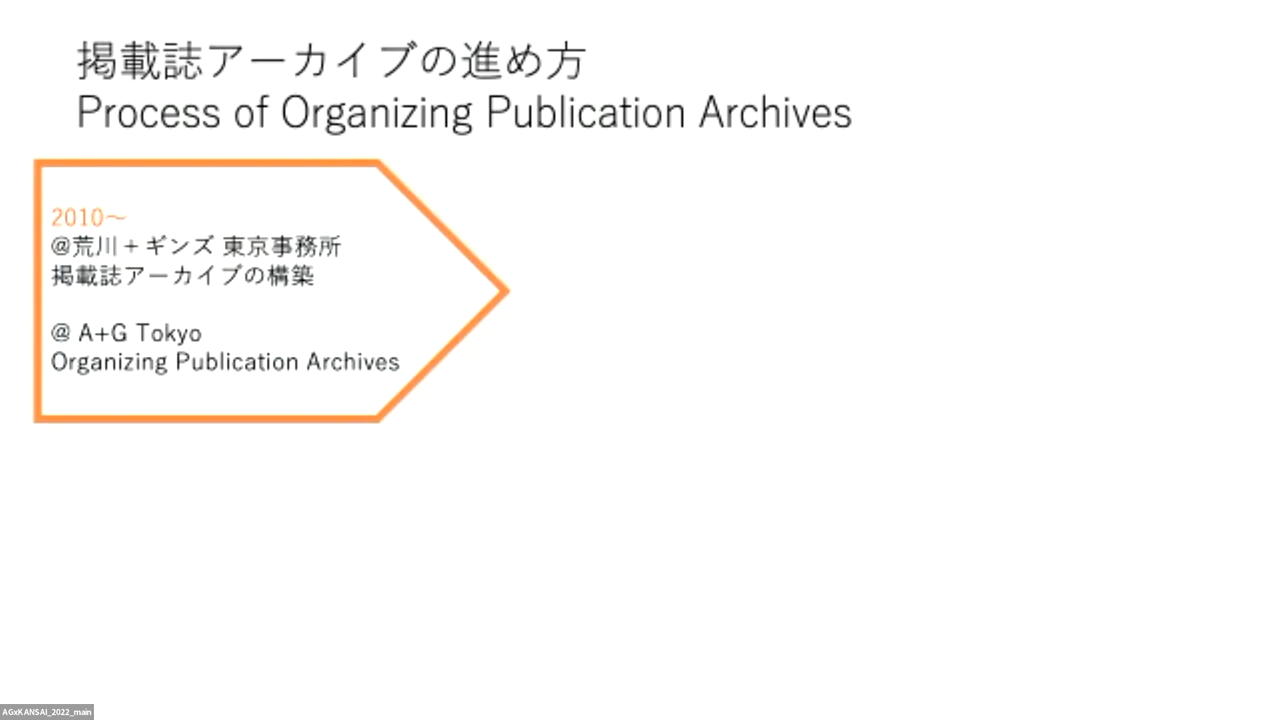 掲載誌アーカイブの進め方
Process of Organizing Publication Archives
2010～
@荒川＋ギンズ 東京事務所
掲載誌アーカイブの構築
@ A+G Tokyo
Organizing Publication Archives
AGxKANSAI_2022_main